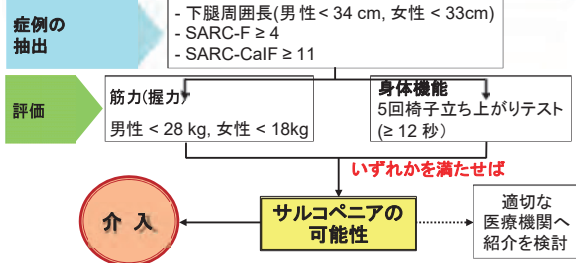 症例の
抽出
- 下腿周囲長(男性< 34 cm, 女性< 33cm)
- SARC-F ≥ 4
- SARC-CalF ≥ 11
評価
筋力(握力)
男性 < 28 kg, 女性 < 18kg
身体機能
5回椅子立ち上がりテスト
(≥ 12 秒)
いずれかを満たせば
介 入
サルコペニアの
可能性
適切な
医療機関へ
紹介を検討